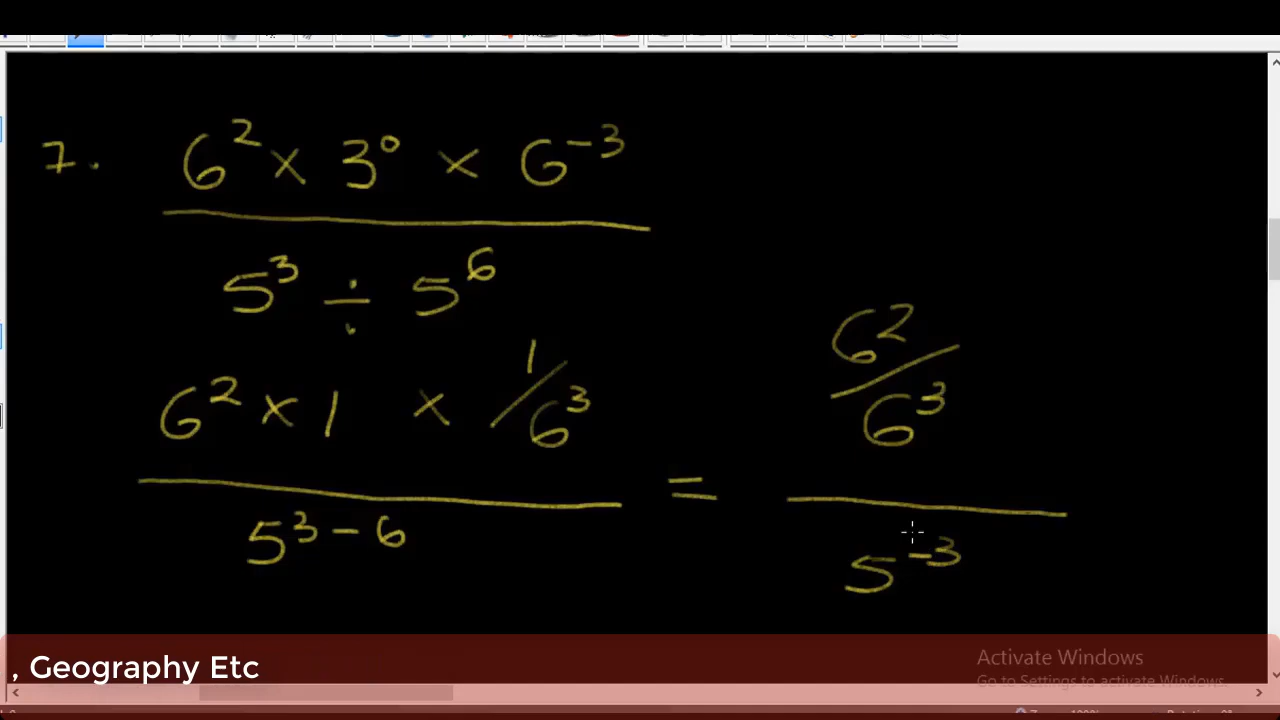 7. 6² × 3⁰ × 6⁻³
5³ ÷ 5⁶
6² × 1 × 1/6³ = 6²/6³
5³⁻⁶ 5⁻³
, Geography Etc
Activate Windows
Go to Settings to activate Windows.